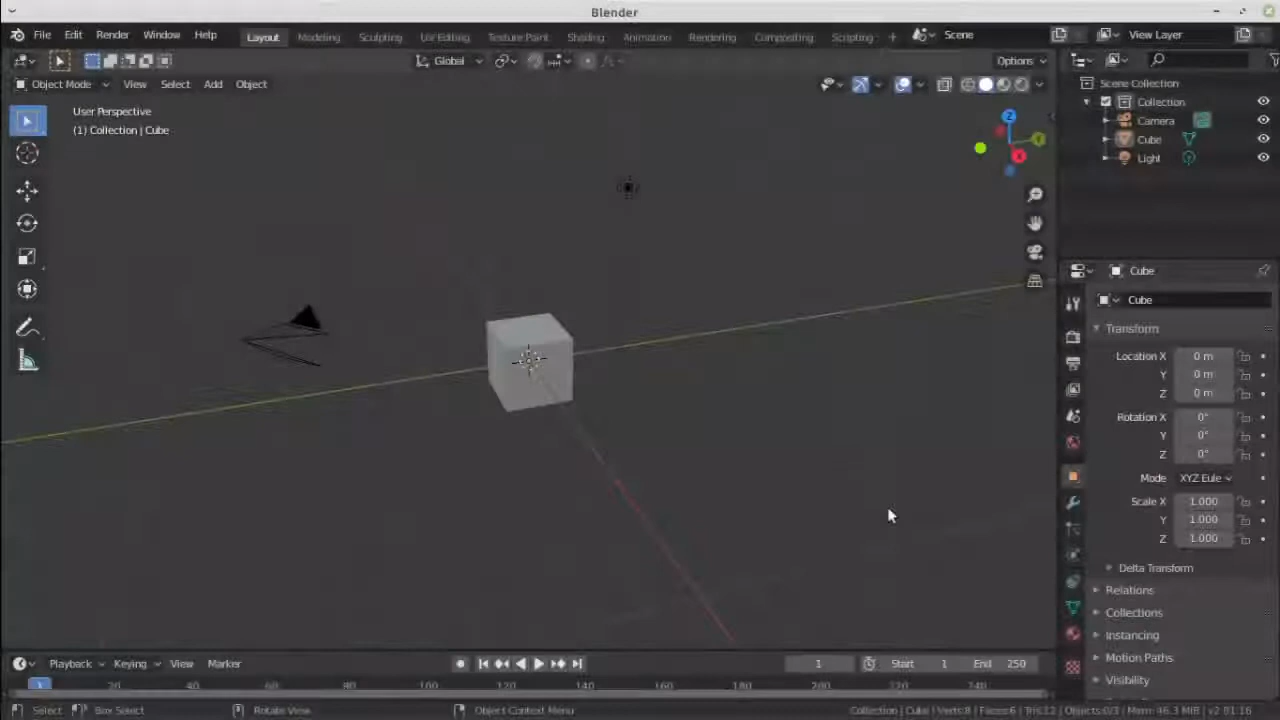 Blender
File Edit Render Window Help Layout Modeling Sculpting UV Editing Texture Paint Shading Animation Rendering Compositing Scripting + Scene View Layer
Global Options
Object Mode View Select Add Object
User Perspective
(1) Collection | Cube
Z
Y
X
Scene Collection
Collection
Camera
Cube
Light
Cube
Cube
Transform
Location X 0 m
Y 0 m
Z 0 m
Rotation X 0°
Y 0°
Z 0°
Mode XYZ Eule
Scale X 1.000
Y 1.000
Z 1.000
Delta Transform
Relations
Collections
Instancing
Motion Paths
Visibility
Playback Keying View Marker 1 Start 1 End 250
1 20 40 60 80 100 120 140 160 180 200 220 240
Select Box Select Rotate View Object Context Menu Collection | Cube | Verts:8 | Faces:6 | Tris:12 | Objects:0/3 | Mem: 46.3 MiB | v2.81.16